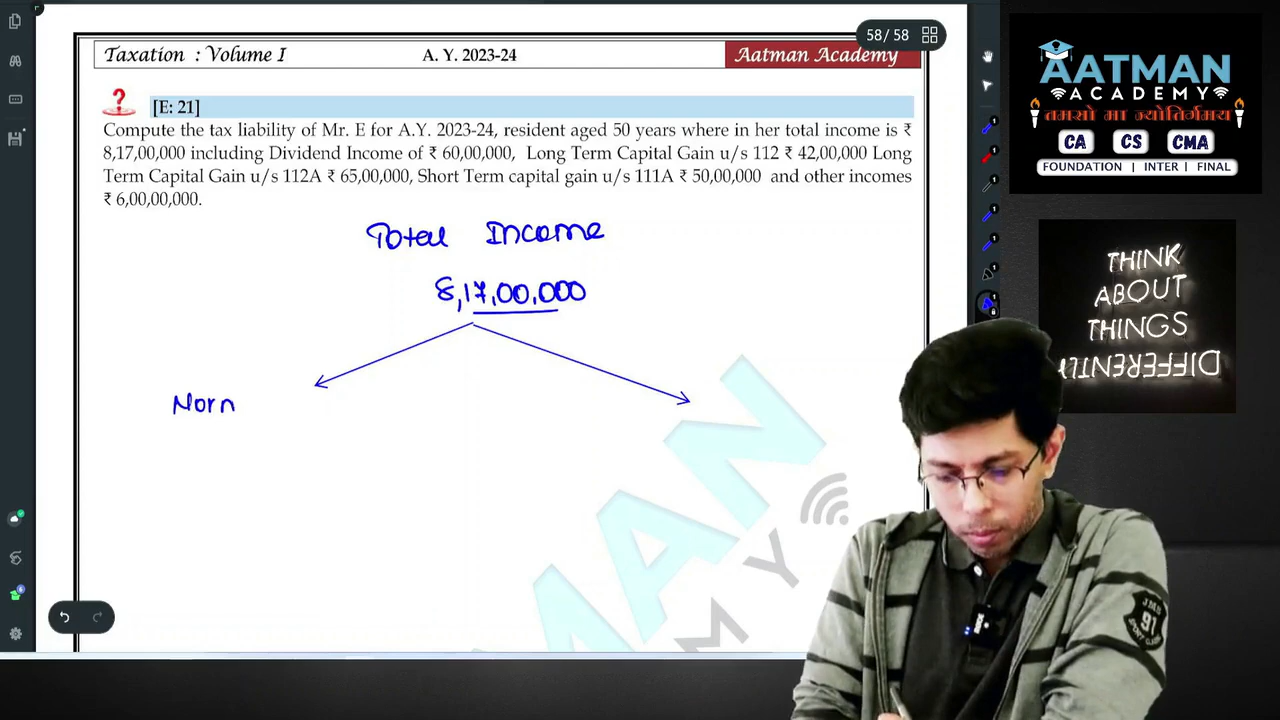 58/58
Taxation : Volume I A. Y. 2023-24 Aatman Academy
[E: 21]
Compute the tax liability of Mr. E for A.Y. 2023-24, resident aged 50 years where in her total income is ₹
8,17,00,000 including Dividend Income of ₹ 60,00,000, Long Term Capital Gain u/s 112 ₹ 42,00,000 Long
Term Capital Gain u/s 112A ₹ 65,00,000, Short Term capital gain u/s 111A ₹ 50,00,000 and other incomes
₹ 6,00,00,000.
Total Income
8,17,00,000
Norn
MAN
MY
AATMAN
ACADEMY
तमसो मा ज्योतिर्गमय
CA CS CMA
FOUNDATION | INTER | FINAL
THINK
ABOUT
THINGS
DIFFERENTLY
JMB
91